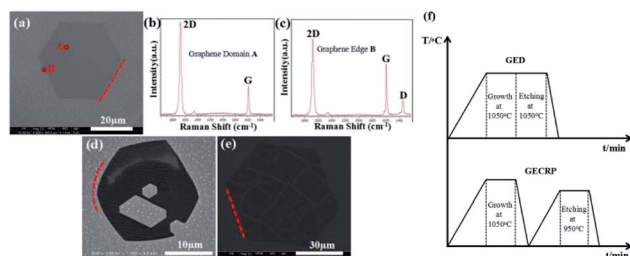 (a)
A
B
20μm
(b)
2D
Graphene Domain A
G
Intensity(a.u.)
Raman Shift (cm⁻¹)
(c)
2D
Graphene Edge B
G
D
Intensity(a.u.)
Raman Shift (cm⁻¹)
(d)
10μm
(e)
30μm
(f)
T/°C
GED
Growth
at
1050°C
Etching
at
1050°C
t/min
GECRP
Growth
at
1050°C
Etching
at
950°C
t/min